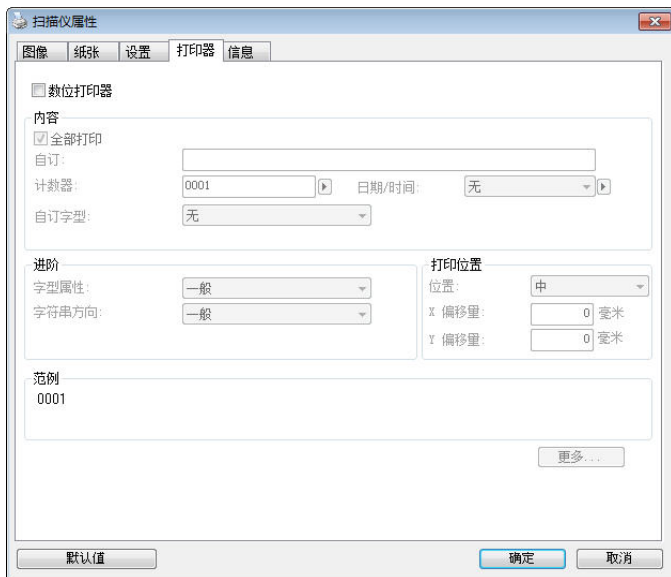 扫描仪属性
图像 纸张 设置 打印器 信息
数位打印器
内容
全部打印
自订:
计数器: 0001 日期/时间: 无
自订字型: 无
进阶 打印位置
字型属性: 一般 位置: 中
字符串方向: 一般 X 偏移量: 0 毫米
Y 偏移量: 0 毫米
范例
0001
更多...
默认值 确定 取消